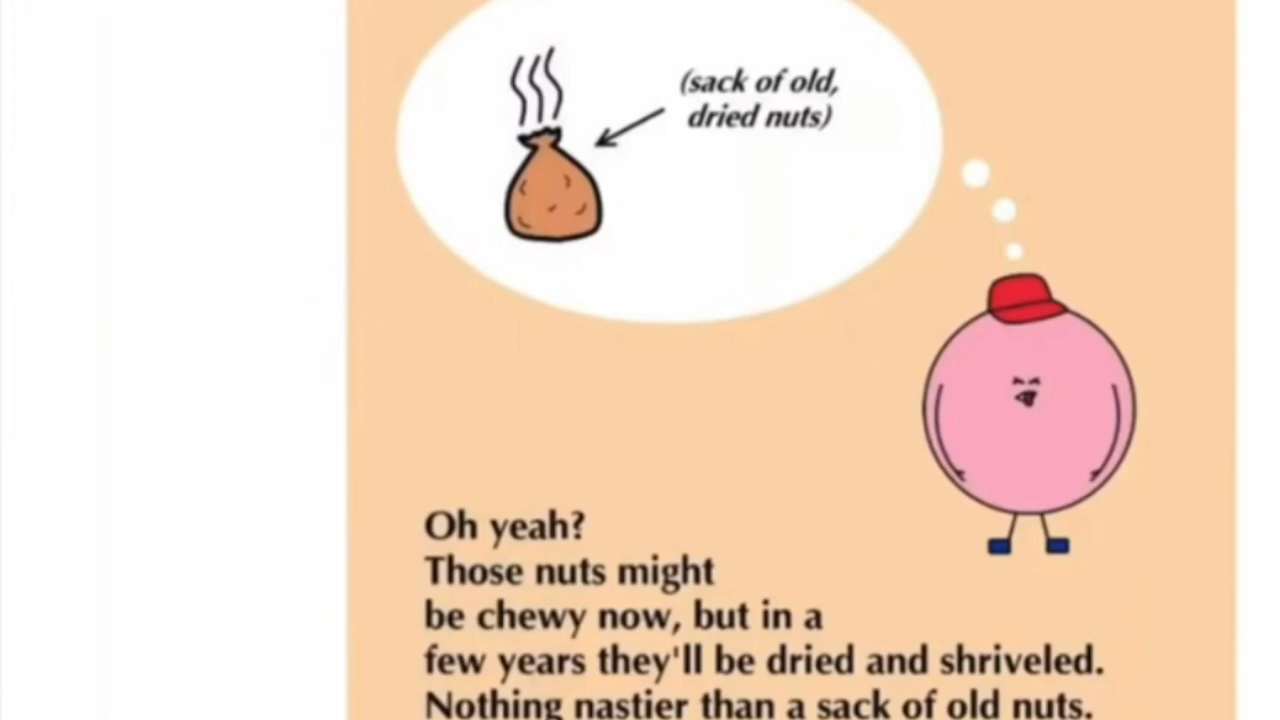 (sack of old,
dried nuts)
Oh yeah?
Those nuts might
be chewy now, but in a
few years they'll be dried and shriveled.
Nothing nastier than a sack of old nuts.